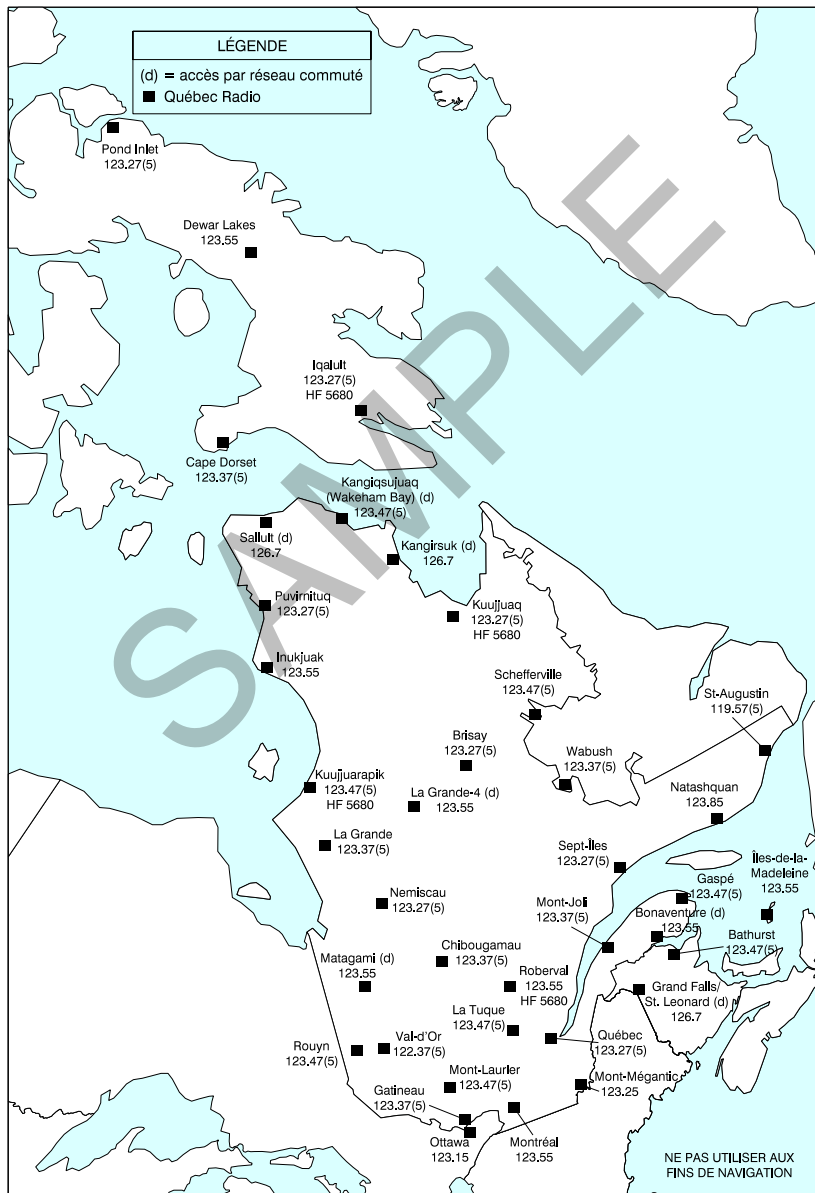 LÉGENDE
(d) = accès par réseau commuté
Québec Radio
Pond Inlet
123.27(5)
Dewar Lakes
123.55
Iqalult
123.27(5)
HF 5680
Cape Dorset
123.37(5)
Kangiqsujuaq
(Wakeham Bay) (d)
123.47(5)
Sallult (d)
126.7
Kangirsuk (d)
126.7
Puvirnituq
123.27(5)
Kuujjuaq
123.27(5)
HF 5680
Inukjuak
123.55
Schefferville
123.47(5)
St-Augustin
119.57(5)
Brisay
123.27(5)
Wabush
123.37(5)
Kuujjuarapik
123.47(5)
HF 5680
La Grande-4 (d)
123.55
Natashquan
123.85
La Grande
123.37(5)
Sept-Îles
123.27(5)
Îles-de-la-
Madeleine
123.55
Gaspé
123.47(5)
Nemiscau
123.27(5)
Mont-Joli
123.37(5)
Bonaventure (d)
123.55
Bathurst
123.47(5)
Chibougamau
123.37(5)
Matagami (d)
123.55
Roberval
123.55
HF 5680
Grand Falls/
St. Leonard (d)
126.7
La Tuque
123.47(5)
Québec
123.27(5)
Rouyn
123.47(5)
Val-d'Or
122.37(5)
Mont-Laurler
123.47(5)
Mont-Mégantic
123.25
Gatineau
123.37(5)
Ottawa
123.15
Montréal
123.55
NE PAS UTILISER AUX
FINS DE NAVIGATION
SAMPLE